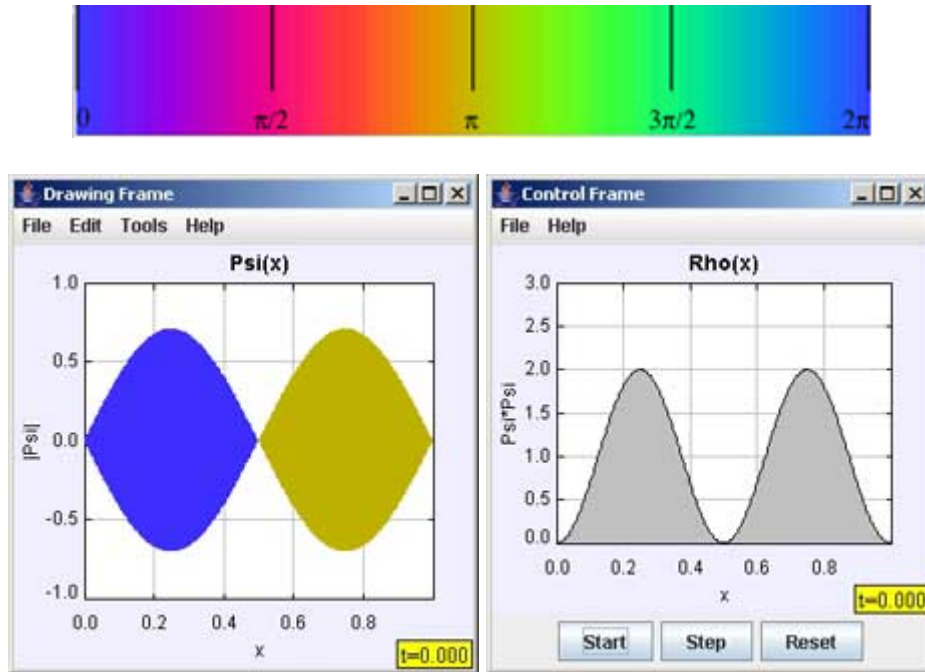 0 π/2 π 3π/2 2π
Drawing Frame
File Edit Tools Help
Psi(x)
1.0
0.5
0.0
-0.5
-1.0
|Psi|
0.0 0.2 0.4 0.6 0.8
x
t=0.000
Control Frame
File Help
Rho(x)
3.0
2.5
2.0
1.5
1.0
0.5
0.0
Psi*Psi
0.0 0.2 0.4 0.6 0.8
x
t=0.000
Start Step Reset